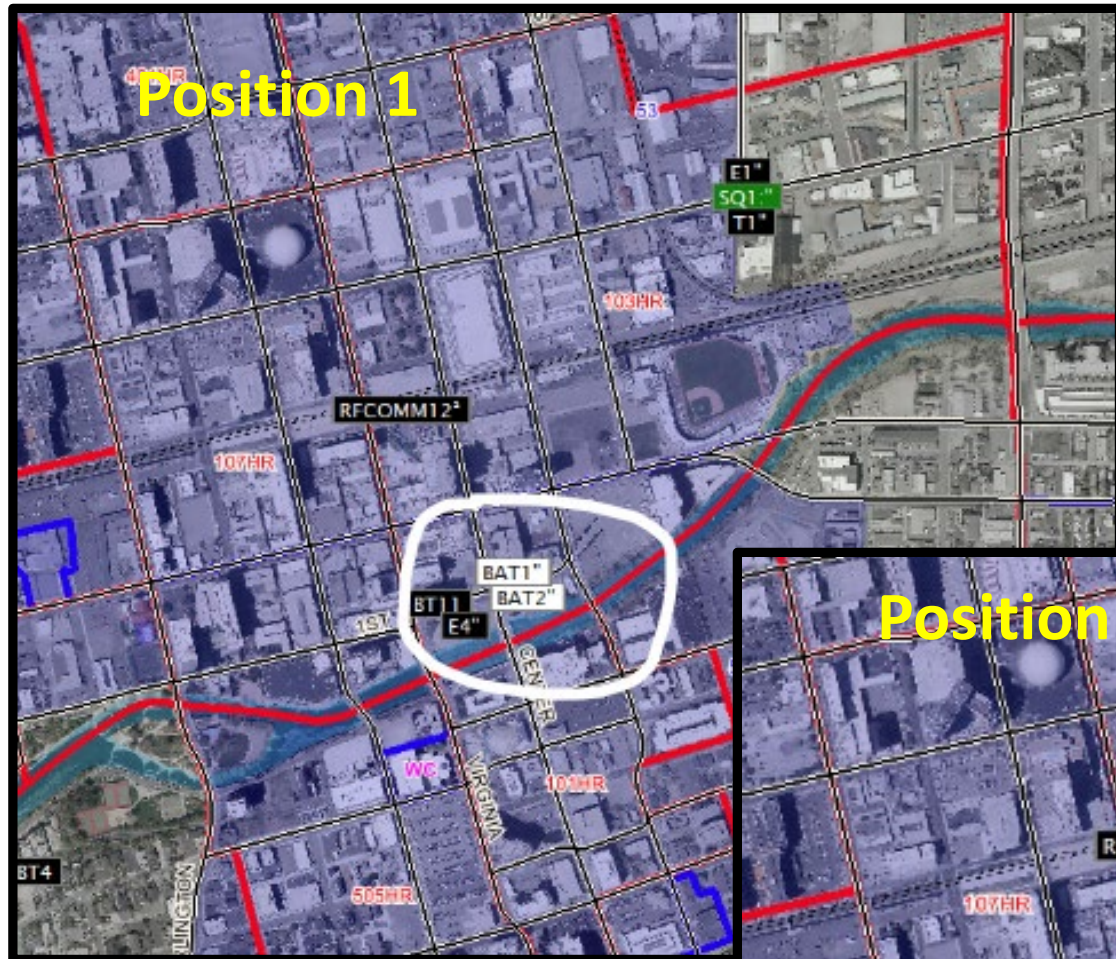 Position 1
53
E1"
SQ1:"
T1"
103HR
RFCOMM12³
107HR
BAT1"
BT11
BAT2"
E4"
1ST
CENTER
Position
WC
VIRGINIA
101HR
BT4
505HR
R
107HR